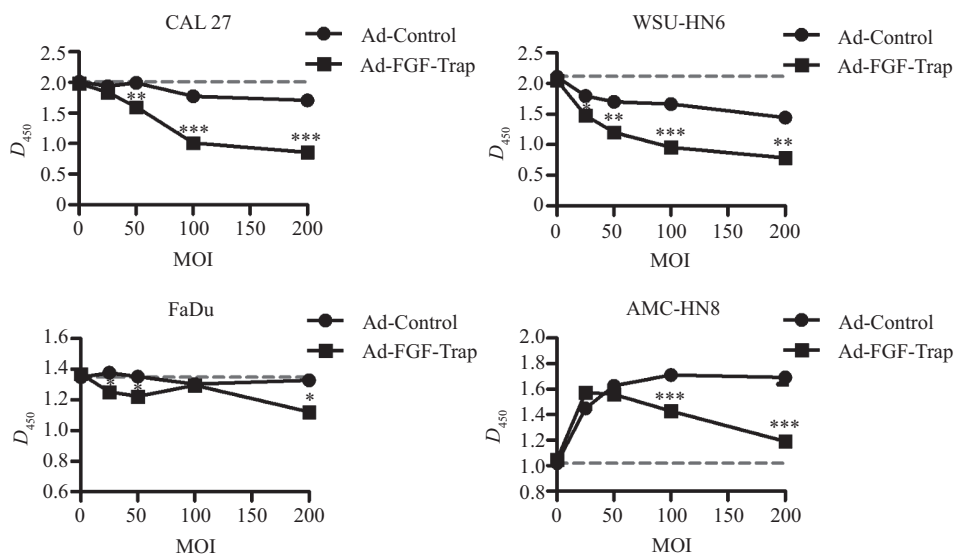 CAL 27
Ad-Control
Ad-FGF-Trap
2.5
2.0
1.5
1.0
0.5
0
D450
**
***
***
0 50 100 150 200
MOI
WSU-HN6
Ad-Control
Ad-FGF-Trap
2.5
2.0
1.5
1.0
0.5
0
D450
*
**
***
**
0 50 100 150 200
MOI
FaDu
Ad-Control
Ad-FGF-Trap
1.6
1.4
1.2
1.0
0.8
0.6
D450
*
*
*
0 50 100 150 200
MOI
AMC-HN8
Ad-Control
Ad-FGF-Trap
2.0
1.8
1.6
1.4
1.2
1.0
0.8
D450
***
***
0 50 100 150 200
MOI